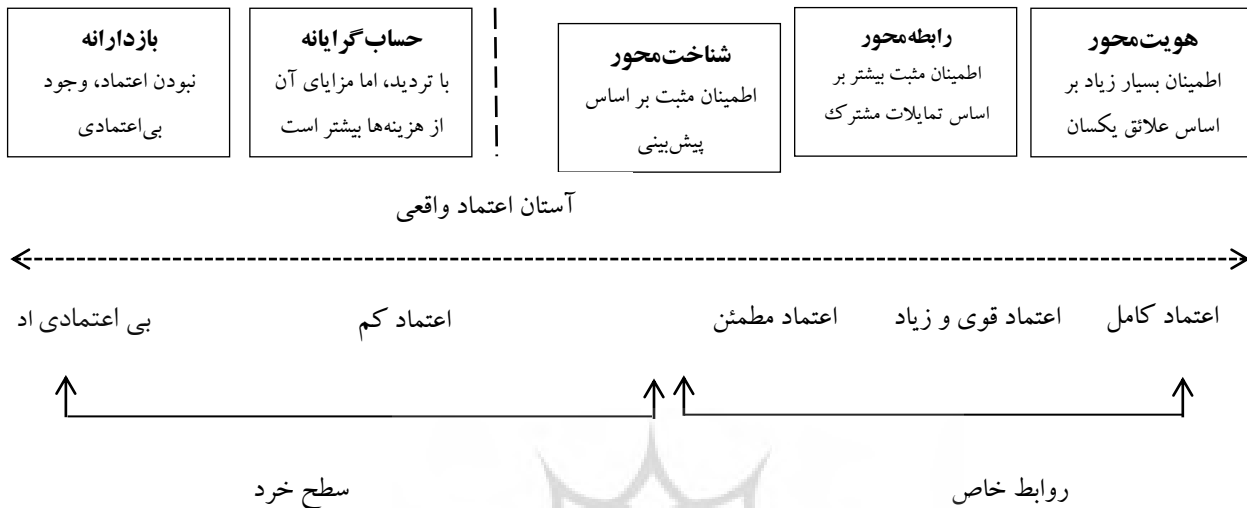 هویت‌محور
اطمینان بسیار زیاد بر
اساس علائق یکسان
رابطه‌محور
اطمینان مثبت بیشتر بر
اساس تمایلات مشترک
شناخت‌محور
اطمینان مثبت بر اساس
پیش‌بینی
حساب‌گرایانه
با تردید، اما مزایای آن
از هزینه‌ها بیشتر است
بازدارانه
نبودن اعتماد، وجود
بی‌اعتمادی
آستان اعتماد واقعی
اعتماد کامل
اعتماد قوی و زیاد
اعتماد مطمئن
اعتماد کم
بی اعتمادی اد
روابط خاص
سطح خرد